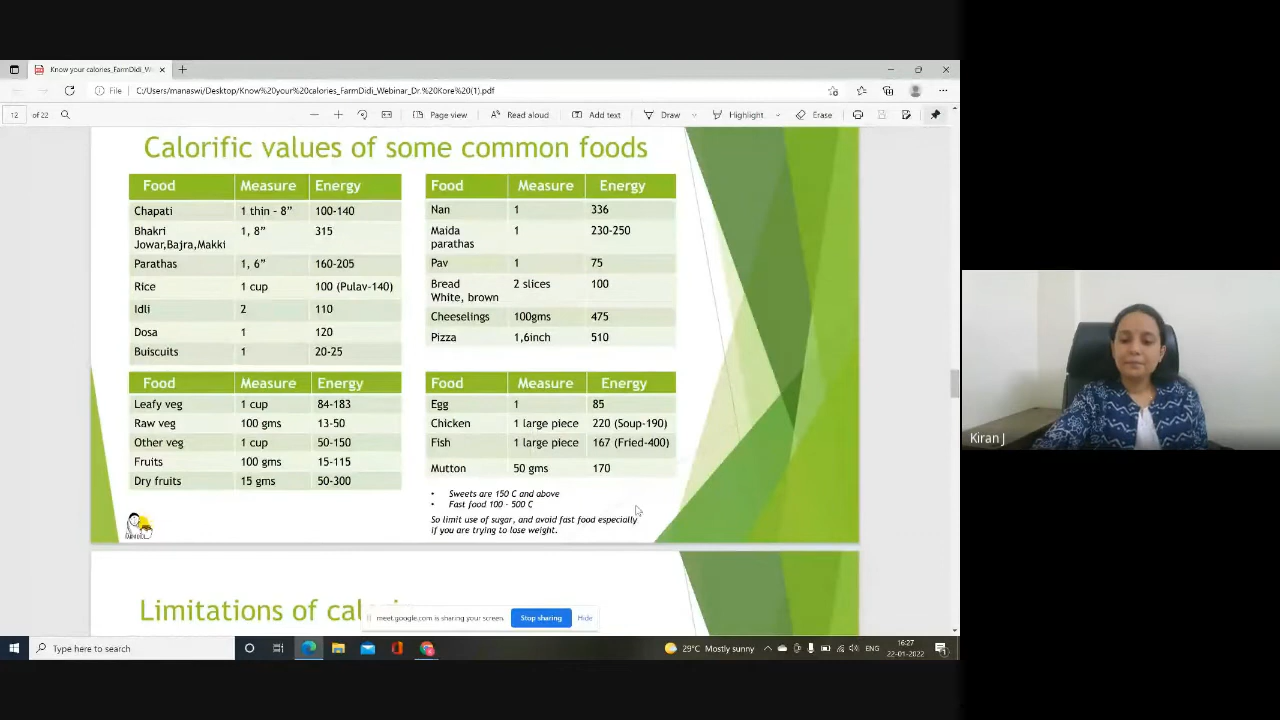 Know your calories_FarmDidi_W
File
C:/Users/manaswi/Desktop/Know%20your%20calories_FarmDidi_Webinar_Dr.%20Kore%20(1).pdf
12 of 22
Page view
Read aloud
Add text
Draw
Highlight
Erase
Calorific values of some common foods
Food Measure Energy
Chapati 1 thin - 8” 100-140
Bhakri 1, 8” 315
Jowar,Bajra,Makki
Parathas 1, 6” 160-205
Rice 1 cup 100 (Pulav-140)
Idli 2 110
Dosa 1 120
Buiscuits 1 20-25
Food Measure Energy
Nan 1 336
Maida 1 230-250
parathas
Pav 1 75
Bread 2 slices 100
White, brown
Cheeselings 100gms 475
Pizza 1,6inch 510
Food Measure Energy
Leafy veg 1 cup 84-183
Raw veg 100 gms 13-50
Other veg 1 cup 50-150
Fruits 100 gms 15-115
Dry fruits 15 gms 50-300
Food Measure Energy
Egg 1 85
Chicken 1 large piece 220 (Soup-190)
Fish 1 large piece 167 (Fried-400)
Mutton 50 gms 170
• Sweets are 150 C and above
• Fast food 100 - 500 C
So limit use of sugar, and avoid fast food especially
if you are trying to lose weight.
Limitations of
meet.google.com is sharing your screen
Stop sharing
Hide
Kiran J
Type here to search
29°C Mostly sunny
ENG
16:27
22-01-2022